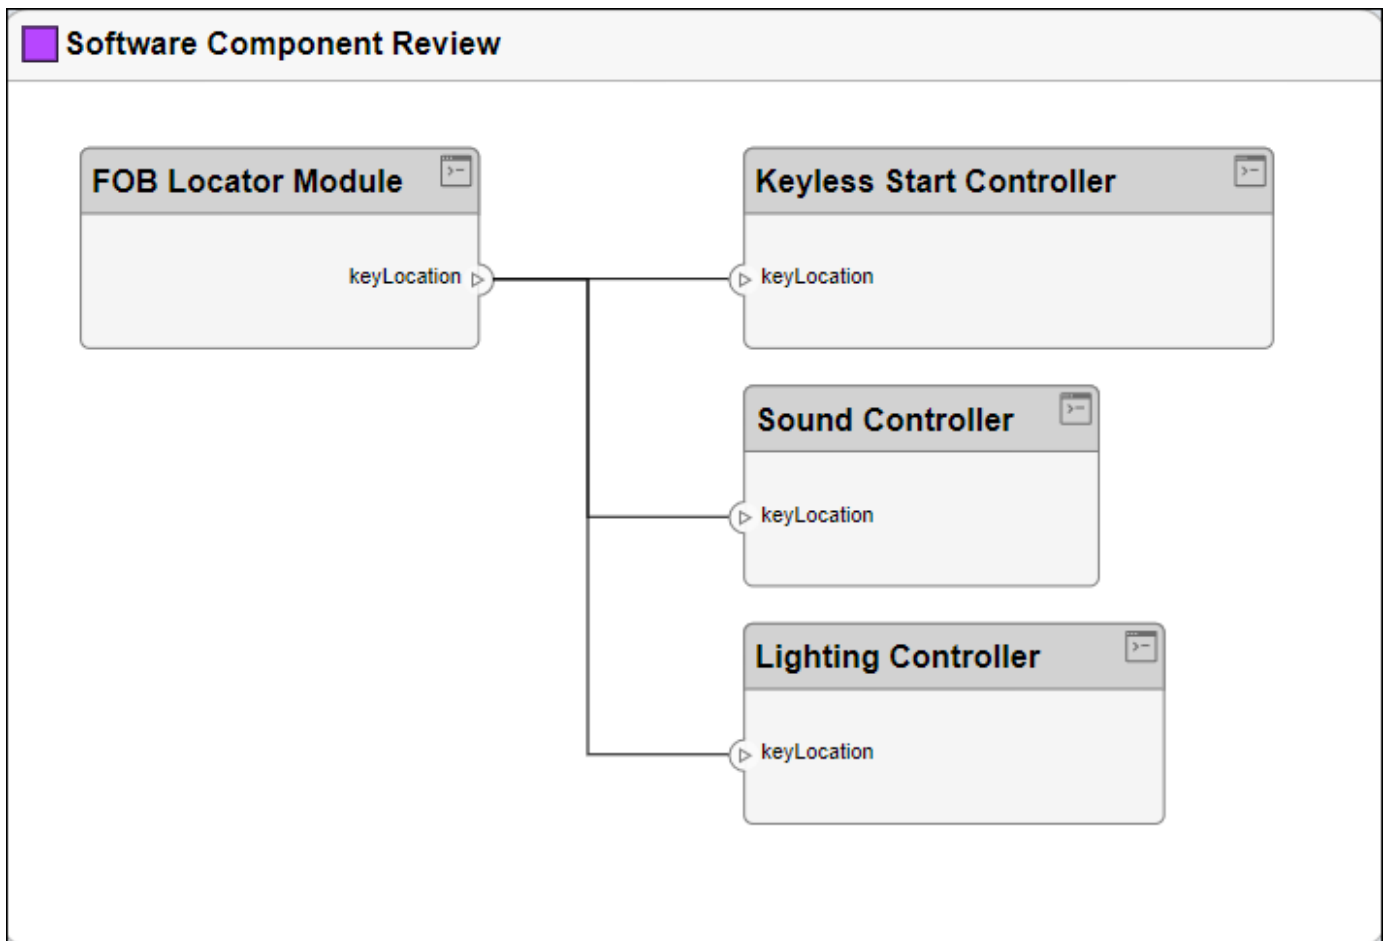 Software Component Review
FOB Locator Module
keyLocation
Keyless Start Controller
keyLocation
Sound Controller
keyLocation
Lighting Controller
keyLocation